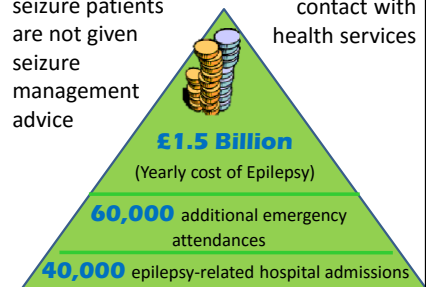 seizure patients
are not given
seizure
management
advice
contact with
health services
£1.5 Billion
(Yearly cost of Epilepsy)
60,000 additional emergency
attendances
40,000 epilepsy-related hospital admissions